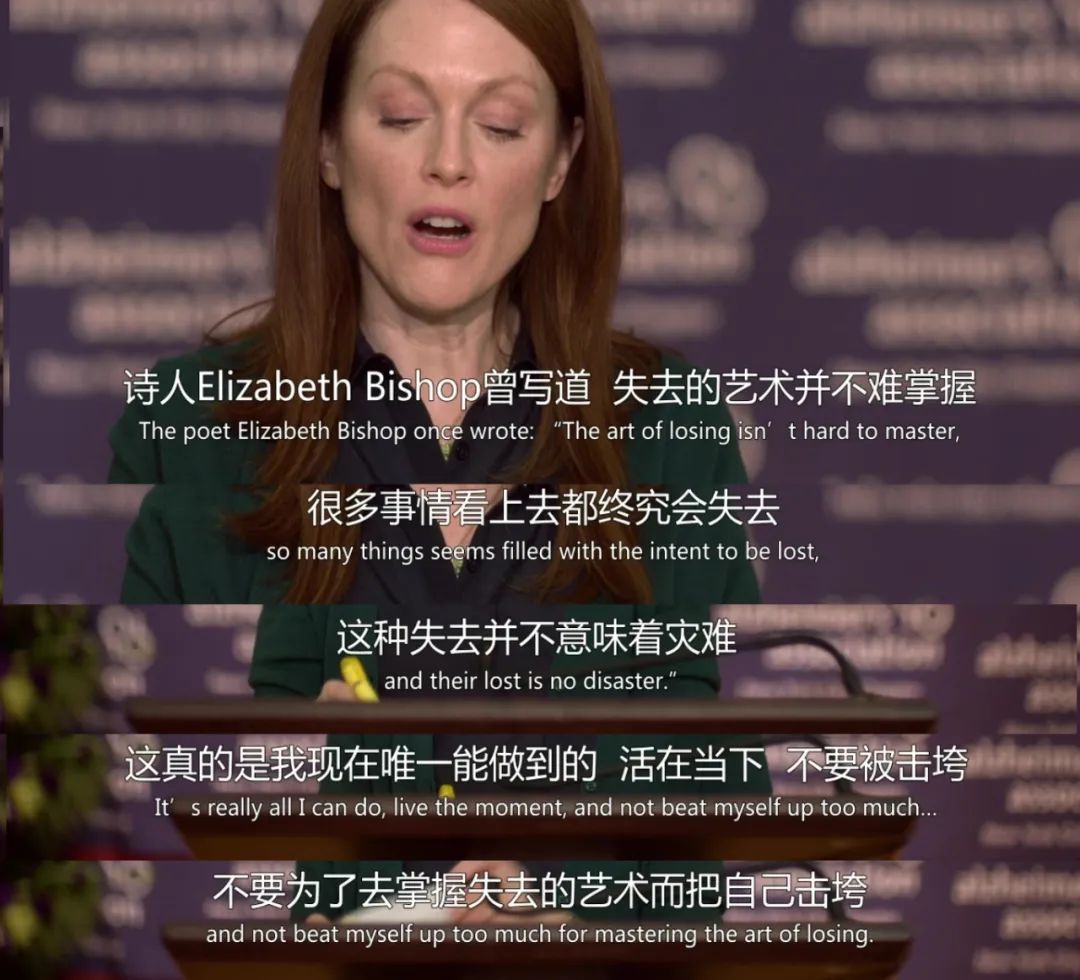 alzheimer's
association
诗人Elizabeth Bishop曾写道 失去的艺术并不难掌握
The poet Elizabeth Bishop once wrote: “The art of losing isn’t hard to master,
很多事情看上去都终究会失去
so many things seems filled with the intent to be lost,
这种失去并不意味着灾难
and their lost is no disaster.”
这真的是我现在唯一能做到的 活在当下 不要被击垮
It’s really all I can do, live the moment, and not beat myself up too much...
不要为了去掌握失去的艺术而把自己击垮
and not beat myself up too much for mastering the art of losing.